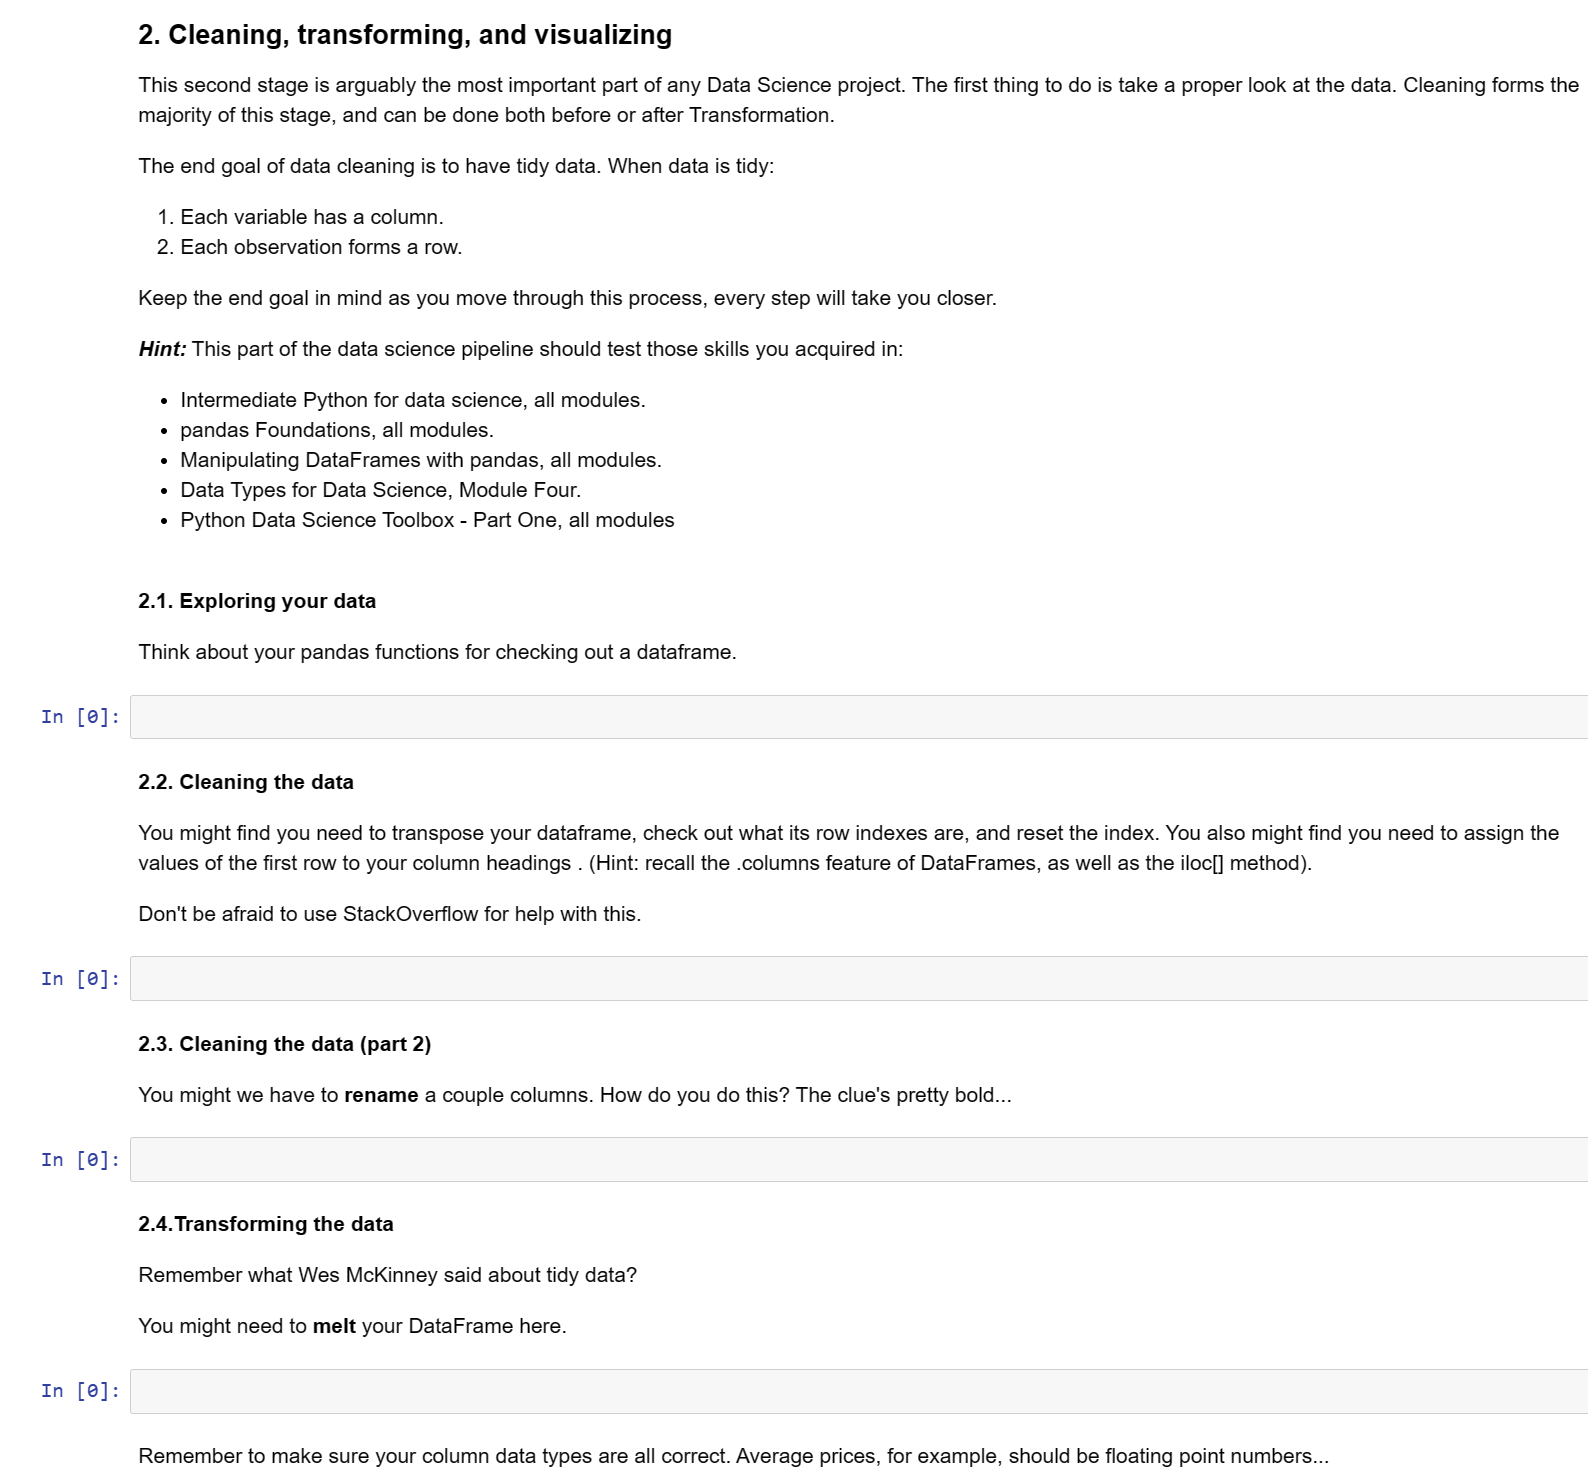 2. Cleaning, transforming, and visualizing
This second stage is arguably the most important part of any Data Science project. The first thing to do is take a proper look at the data. Cleaning forms the
majority of this stage, and can be done both before or after Transformation.
The end goal of data cleaning is to have tidy data. When data is tidy:
1. Each variable has a column.
2. Each observation forms a row.
Keep the end goal in mind as you move through this process, every step will take you closer.
Hint: This part of the data science pipeline should test those skills you acquired in:
• Intermediate Python for data science, all modules.
• pandas Foundations, all modules.
• Manipulating DataFrames with pandas, all modules.
• Data Types for Data Science, Module Four.
• Python Data Science Toolbox - Part One, all modules
2.1. Exploring your data
Think about your pandas functions for checking out a dataframe.
In [0]:
2.2. Cleaning the data
You might find you need to transpose your dataframe, check out what its row indexes are, and reset the index. You also might find you need to assign the
values of the first row to your column headings . (Hint: recall the .columns feature of DataFrames, as well as the iloc[] method).
Don't be afraid to use StackOverflow for help with this.
In [0]:
2.3. Cleaning the data (part 2)
You might we have to rename a couple columns. How do you do this? The clue's pretty bold...
In [0]:
2.4.Transforming the data
Remember what Wes McKinney said about tidy data?
You might need to melt your DataFrame here.
In [0]:
Remember to make sure your column data types are all correct. Average prices, for example, should be floating point numbers...